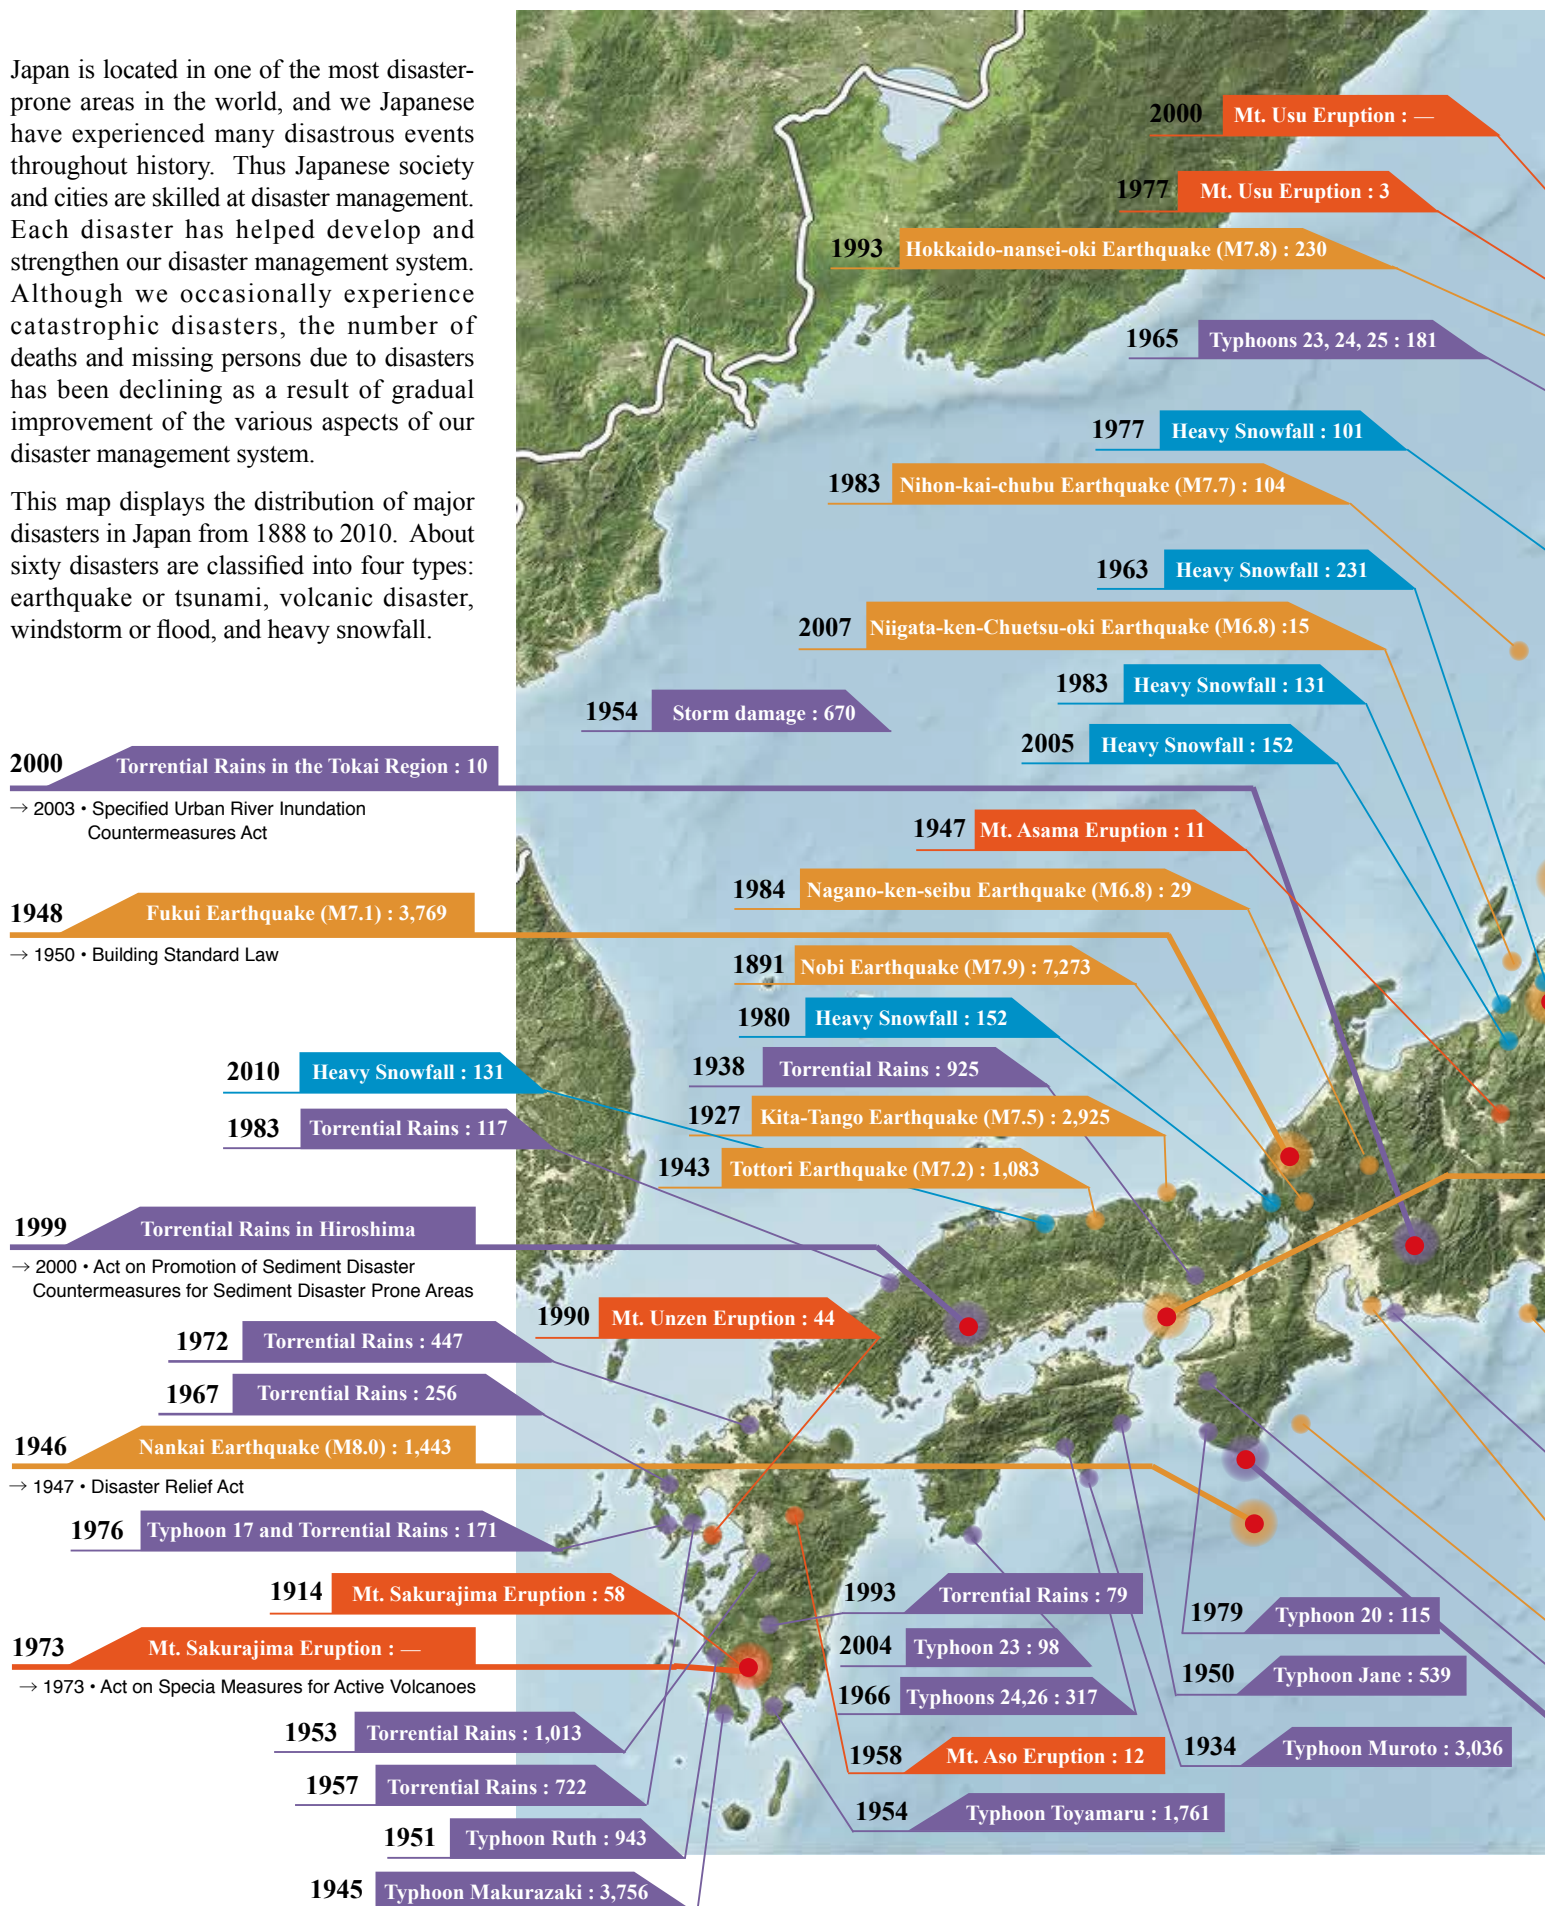 Japan is located in one of the most disaster-
prone areas in the world, and we Japanese
have experienced many disastrous events
throughout history. Thus Japanese society
and cities are skilled at disaster management.
Each disaster has helped develop and
strengthen our disaster management system.
Although we occasionally experience
catastrophic disasters, the number of
deaths and missing persons due to disasters
has been declining as a result of gradual
improvement of the various aspects of our
disaster management system.
This map displays the distribution of major
disasters in Japan from 1888 to 2010. About
sixty disasters are classified into four types:
earthquake or tsunami, volcanic disaster,
windstorm or flood, and heavy snowfall.
2000 Mt. Usu Eruption : —
1977 Mt. Usu Eruption : 3
1993 Hokkaido-nansei-oki Earthquake (M7.8) : 230
1965 Typhoons 23, 24, 25 : 181
1977 Heavy Snowfall : 101
1983 Nihon-kai-chubu Earthquake (M7.7) : 104
1963 Heavy Snowfall : 231
2007 Niigata-ken-Chuetsu-oki Earthquake (M6.8) :15
1983 Heavy Snowfall : 131
1954 Storm damage : 670
2005 Heavy Snowfall : 152
2000 Torrential Rains in the Tokai Region : 10
→ 2003 • Specified Urban River Inundation
Countermeasures Act
1947 Mt. Asama Eruption : 11
1984 Nagano-ken-seibu Earthquake (M6.8) : 29
1948 Fukui Earthquake (M7.1) : 3,769
→ 1950 • Building Standard Law
1891 Nobi Earthquake (M7.9) : 7,273
1980 Heavy Snowfall : 152
1938 Torrential Rains : 925
2010 Heavy Snowfall : 131
1927 Kita-Tango Earthquake (M7.5) : 2,925
1983 Torrential Rains : 117
1943 Tottori Earthquake (M7.2) : 1,083
1999 Torrential Rains in Hiroshima
→ 2000 • Act on Promotion of Sediment Disaster
Countermeasures for Sediment Disaster Prone Areas
1990 Mt. Unzen Eruption : 44
1972 Torrential Rains : 447
1967 Torrential Rains : 256
1946 Nankai Earthquake (M8.0) : 1,443
→ 1947 • Disaster Relief Act
1976 Typhoon 17 and Torrential Rains : 171
1914 Mt. Sakurajima Eruption : 58
1993 Torrential Rains : 79
1979 Typhoon 20 : 115
1973 Mt. Sakurajima Eruption : —
→ 1973 • Act on Specia Measures for Active Volcanoes
2004 Typhoon 23 : 98
1950 Typhoon Jane : 539
1966 Typhoons 24,26 : 317
1953 Torrential Rains : 1,013
1958 Mt. Aso Eruption : 12
1934 Typhoon Muroto : 3,036
1957 Torrential Rains : 722
1954 Typhoon Toyamaru : 1,761
1951 Typhoon Ruth : 943
1945 Typhoon Makurazaki : 3,756